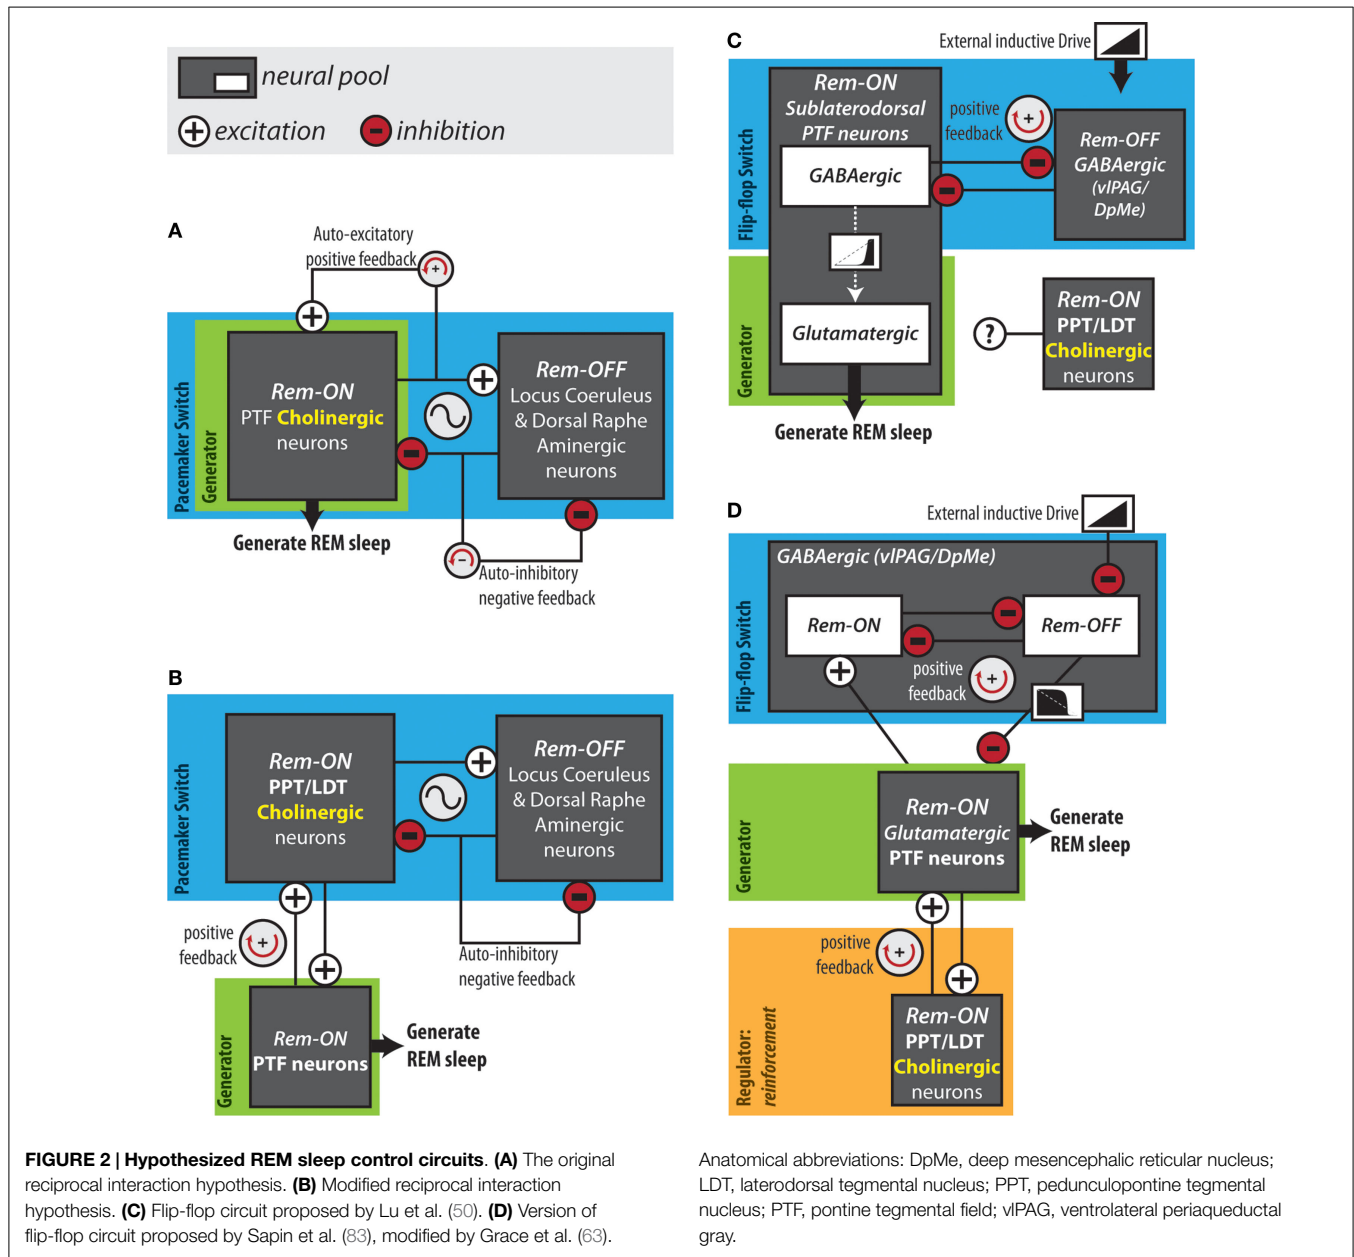 neural pool
excitation
inhibition
A
Auto-excitatory
positive feedback
Pacemaker Switch
Generator
Rem-ON
PTF Cholinergic
neurons
Rem-OFF
Locus Coeruleus
& Dorsal Raphe
Aminergic
neurons
Generate REM sleep
Auto-inhibitory
negative feedback
B
Pacemaker Switch
Rem-ON
PPT/LDT
Cholinergic
neurons
Rem-OFF
Locus Coeruleus
& Dorsal Raphe
Aminergic
neurons
positive
feedback
Auto-inhibitory
negative feedback
Generator
Rem-ON
PTF neurons
Generate
REM sleep
C
External inductive Drive
Flip-flop Switch
Rem-ON
Sublaterodorsal
PTF neurons
GABAergic
positive
feedback
Rem-OFF
GABAergic
(vlPAG/
DpMe)
Generator
Glutamatergic
Generate REM sleep
?
Rem-ON
PPT/LDT
Cholinergic
neurons
D
External inductive Drive
Flip-flop Switch
GABAergic (vlPAG/DpMe)
Rem-ON
Rem-OFF
positive
feedback
Generator
Rem-ON
Glutamatergic
PTF neurons
Generate
REM sleep
positive
feedback
Regulator:
reinforcement
Rem-ON
PPT/LDT
Cholinergic
neurons
FIGURE 2 | Hypothesized REM sleep control circuits. (A) The original
reciprocal interaction hypothesis. (B) Modified reciprocal interaction
hypothesis. (C) Flip-flop circuit proposed by Lu et al. (50). (D) Version of
flip-flop circuit proposed by Sapin et al. (83), modified by Grace et al. (63).
Anatomical abbreviations: DpMe, deep mesencephalic reticular nucleus;
LDT, laterodorsal tegmental nucleus; PPT, pedunculopontine tegmental
nucleus; PTF, pontine tegmental field; vlPAG, ventrolateral periaqueductal
gray.